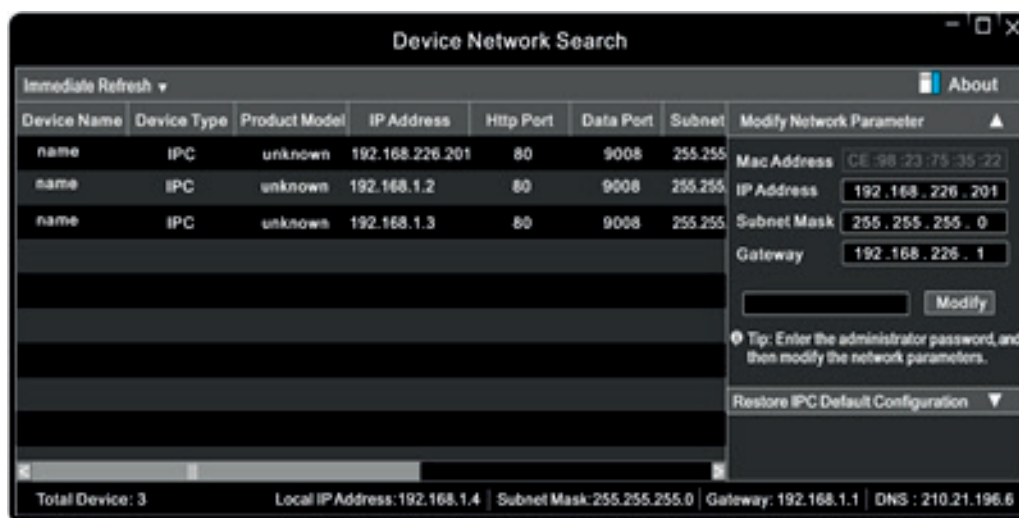 Device Network Search
Immediate Refresh
About
Device Name Device Type Product Model IP Address Http Port Data Port Subnet
name IPC unknown 192.168.226.201 80 9008 255.255
name IPC unknown 192.168.1.2 80 9008 255.255
name IPC unknown 192.168.1.3 80 9008 255.255
Modify Network Parameter
Mac Address CE:98:23:75:35:22
IP Address 192.168.226.201
Subnet Mask 255.255.255.0
Gateway 192.168.226.1
Modify
Tip: Enter the administrator password, and
then modify the network parameters.
Restore IPC Default Configuration
Total Device: 3 Local IP Address:192.168.1.4 Subnet Mask:255.255.255.0 Gateway: 192.168.1.1 DNS : 210.21.196.6